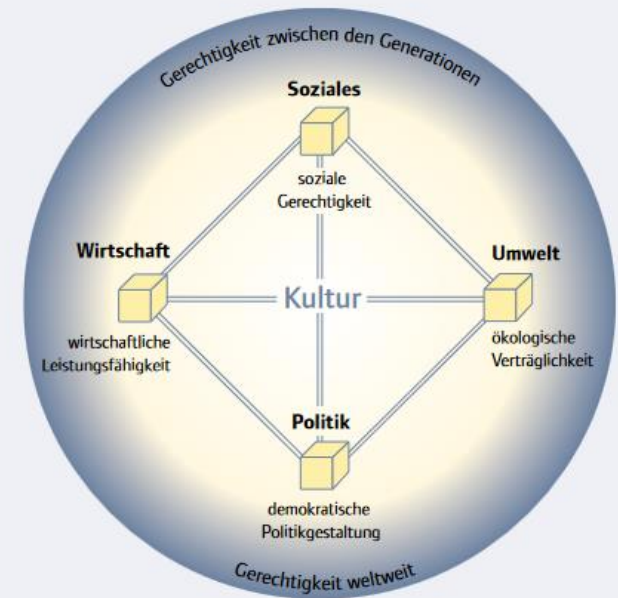 Gerechtigkeit zwischen den Generationen
Soziales
soziale
Gerechtigkeit
Wirtschaft
wirtschaftliche
Leistungsfähigkeit
Kultur
Umwelt
ökologische
Verträglichkeit
Politik
demokratische
Politikgestaltung
Gerechtigkeit weltweit